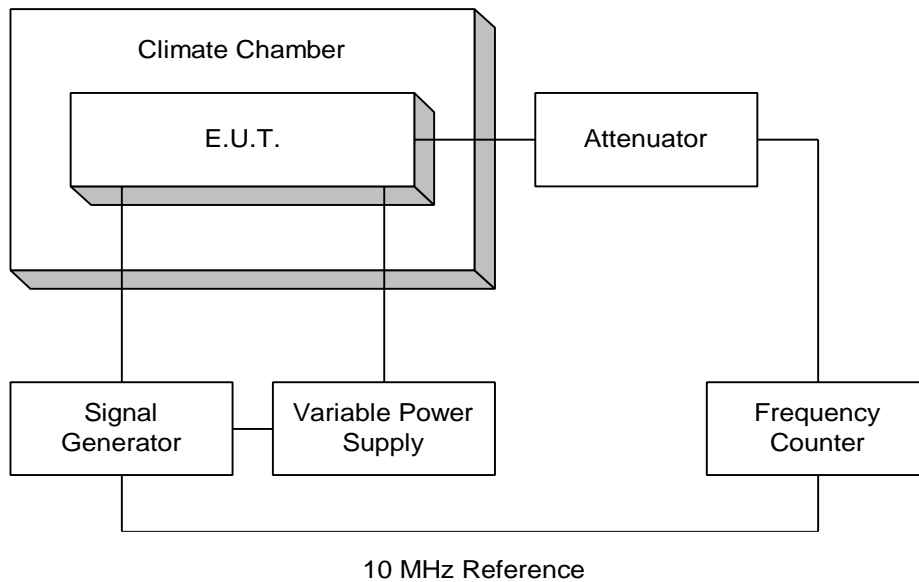 Climate Chamber
E.U.T.
Attenuator
Signal
Generator
Variable Power
Supply
Frequency
Counter
10 MHz Reference